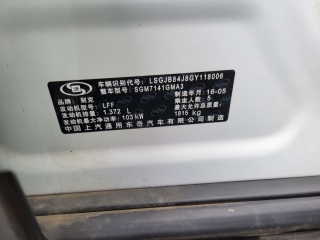 车辆识别代号: LSGJB84J8GY118006
整车型号: SGM7141GMA3
品牌: 别克 制造年月: 16-05
发动机型号: LFF 乘坐人数: 5
发动机排量: 1.372 L 最大允许总质量:
发动机最大净功率: 103 kW 1815 kg
中国上汽通用东岳汽车有限公司制造